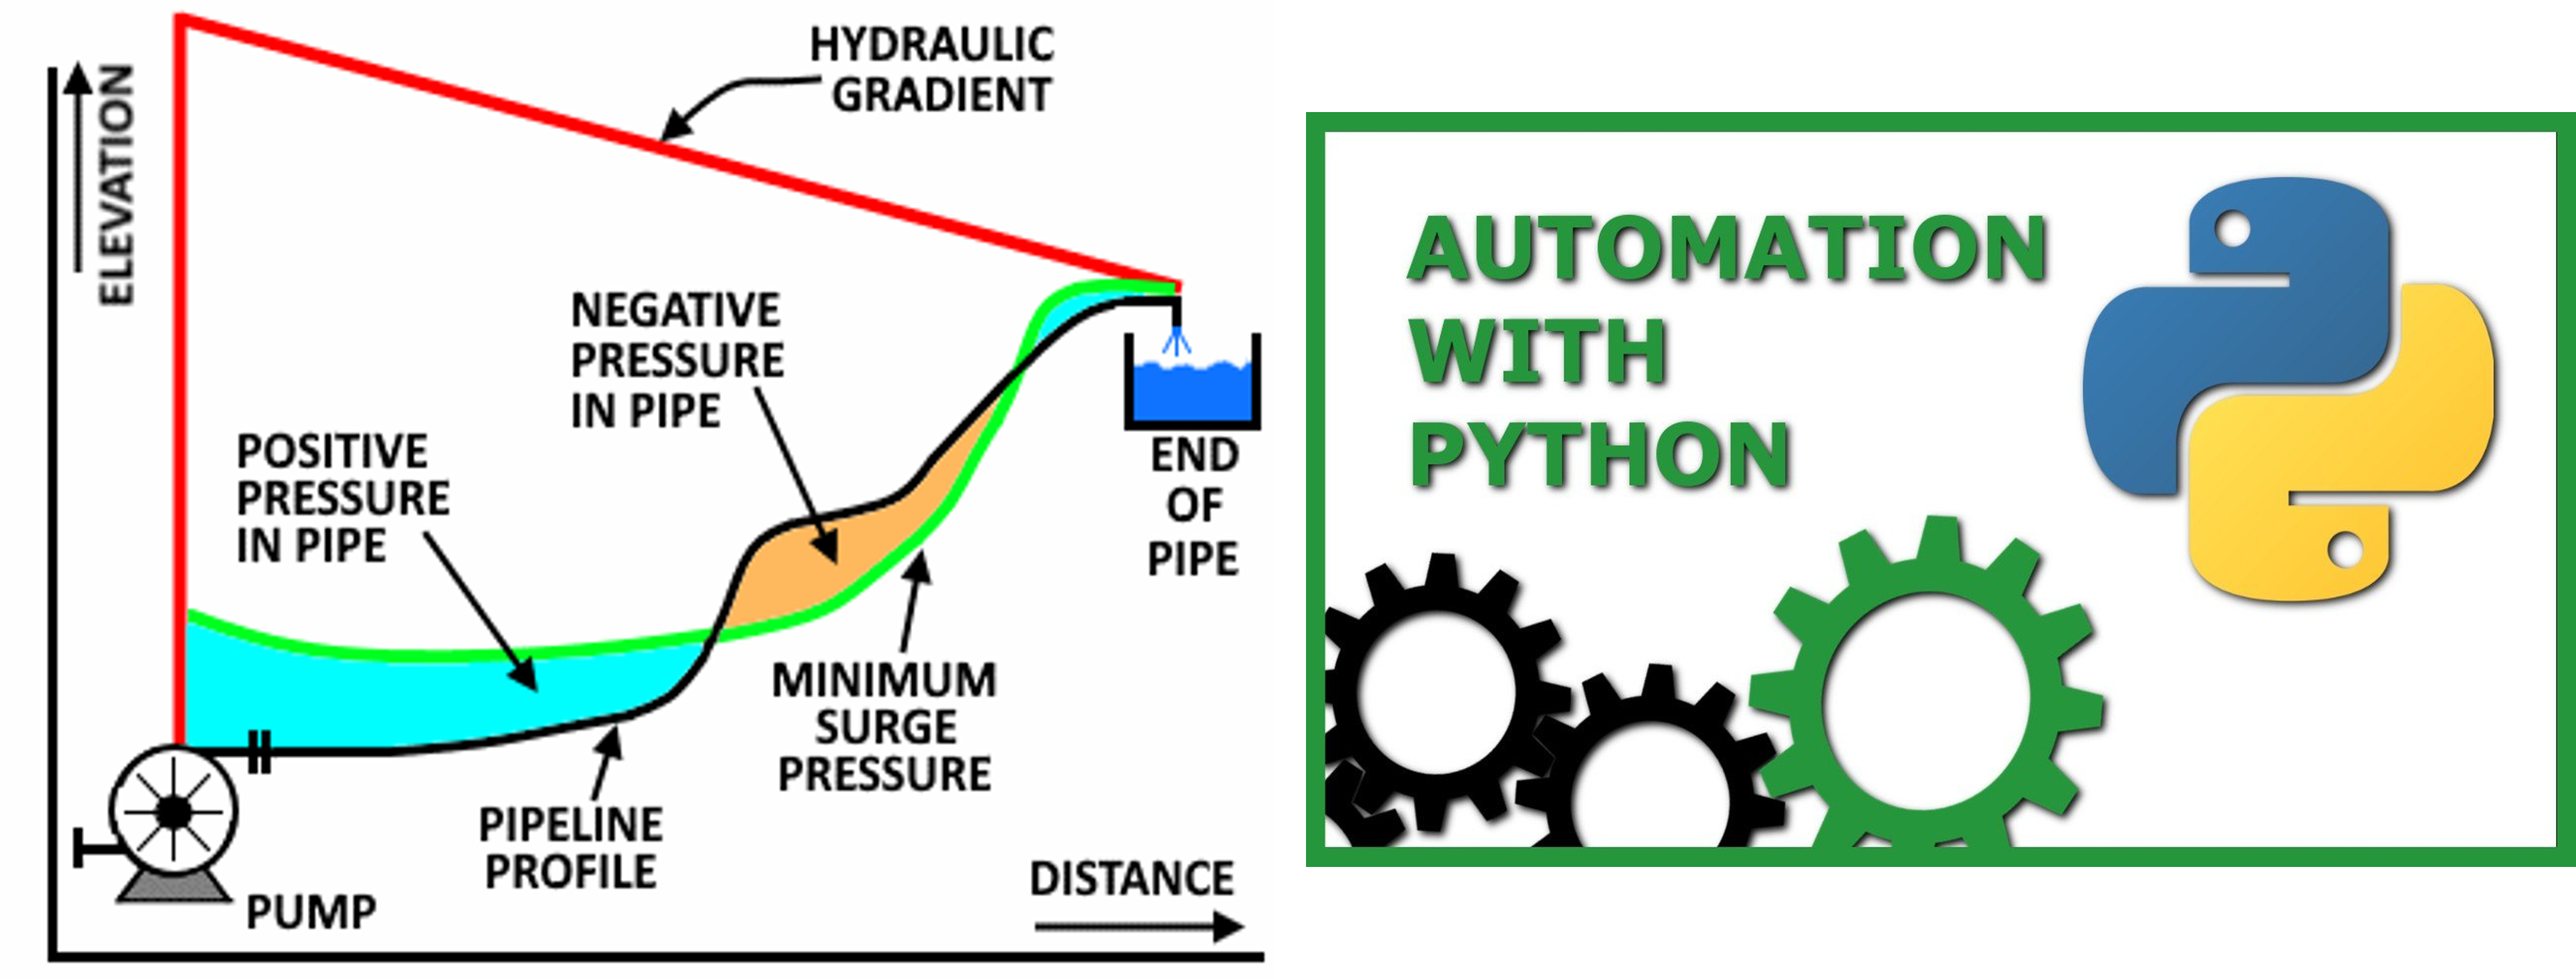 HYDRAULIC
GRADIENT
ELEVATION
NEGATIVE
PRESSURE
IN PIPE
POSITIVE
PRESSURE
IN PIPE
END
OF
PIPE
MINIMUM
SURGE
PRESSURE
PIPELINE
PROFILE
PUMP
DISTANCE
AUTOMATION
WITH
PYTHON